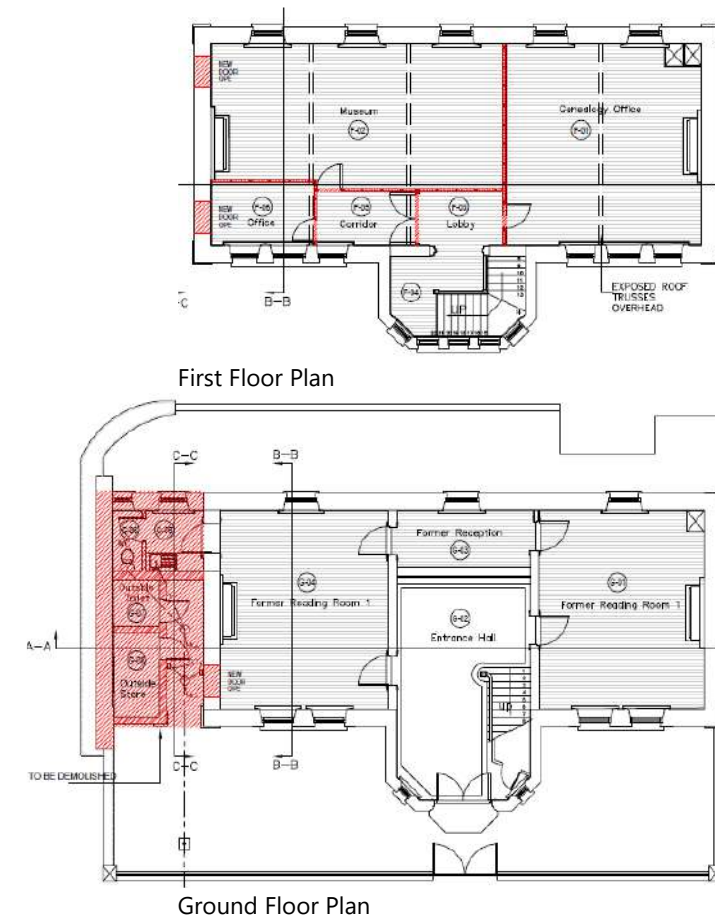 NEW
DOOR
OPE
Museum
F-02
Genealogy Office
F-01
F-06
Office
NEW
DOOR
OPE
F-05
Corridor
F-03
Lobby
F-04
UP
EXPOSED ROOF
TRUSSES
OVERHEAD
-C
B-B
First Floor Plan
C-C
B-B
G-05
Former Reception
G-03
G-04
Former Reading Room 1
G-01
Former Reading Room 1
Outside
Toilet
G-02
Entrance Hall
A-A
Outside
Store
NEW
DOOR
OPE
up
C-C
B-B
TO BE DEMOLISHED
Ground Floor Plan